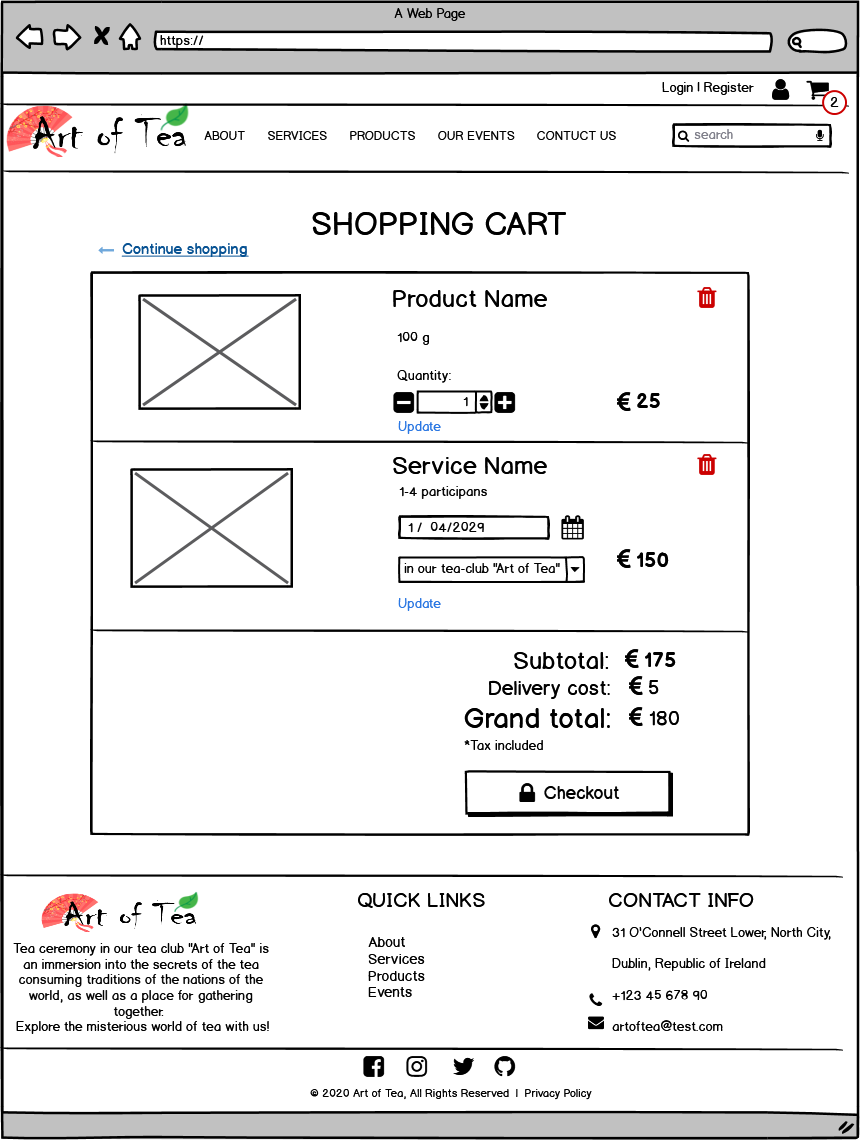 A Web Page
https://
Login | Register
2
Art of Tea
ABOUT SERVICES PRODUCTS OUR EVENTS CONTUCT US
search
SHOPPING CART
Continue shopping
Product Name
100 g
Quantity:
1
€ 25
Update
Service Name
1-4 participans
1 / 04/2029
€ 150
in our tea-club "Art of Tea"
Update
Subtotal: € 175
Delivery cost: € 5
Grand total: € 180
*Tax included
Checkout
Art of Tea
Tea ceremony in our tea club "Art of Tea" is
an immersion into the secrets of the tea
consuming traditions of the nations of the
world, as well as a place for gathering
together.
Explore the misterious world of tea with us!
QUICK LINKS
About
Services
Products
Events
CONTACT INFO
31 O'Connell Street Lower, North City,
Dublin, Republic of Ireland
+123 45 678 90
artoftea@test.com
© 2020 Art of Tea, All Rights Reserved | Privacy Policy